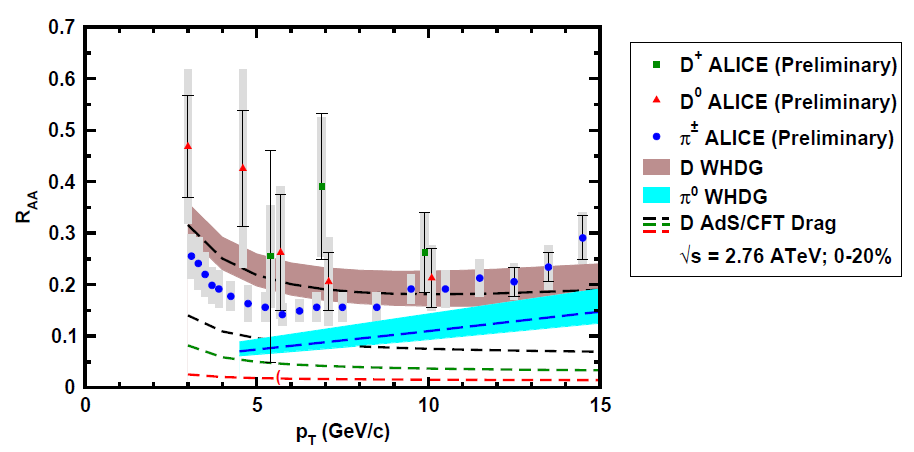 0.7
0.6
0.5
0.4
0.3
0.2
0.1
0
R_AA
0
5
10
15
p_T (GeV/c)
D⁺ ALICE (Preliminary)
D⁰ ALICE (Preliminary)
π± ALICE (Preliminary)
D WHDG
π⁰ WHDG
D AdS/CFT Drag
√s = 2.76 ATeV; 0-20%